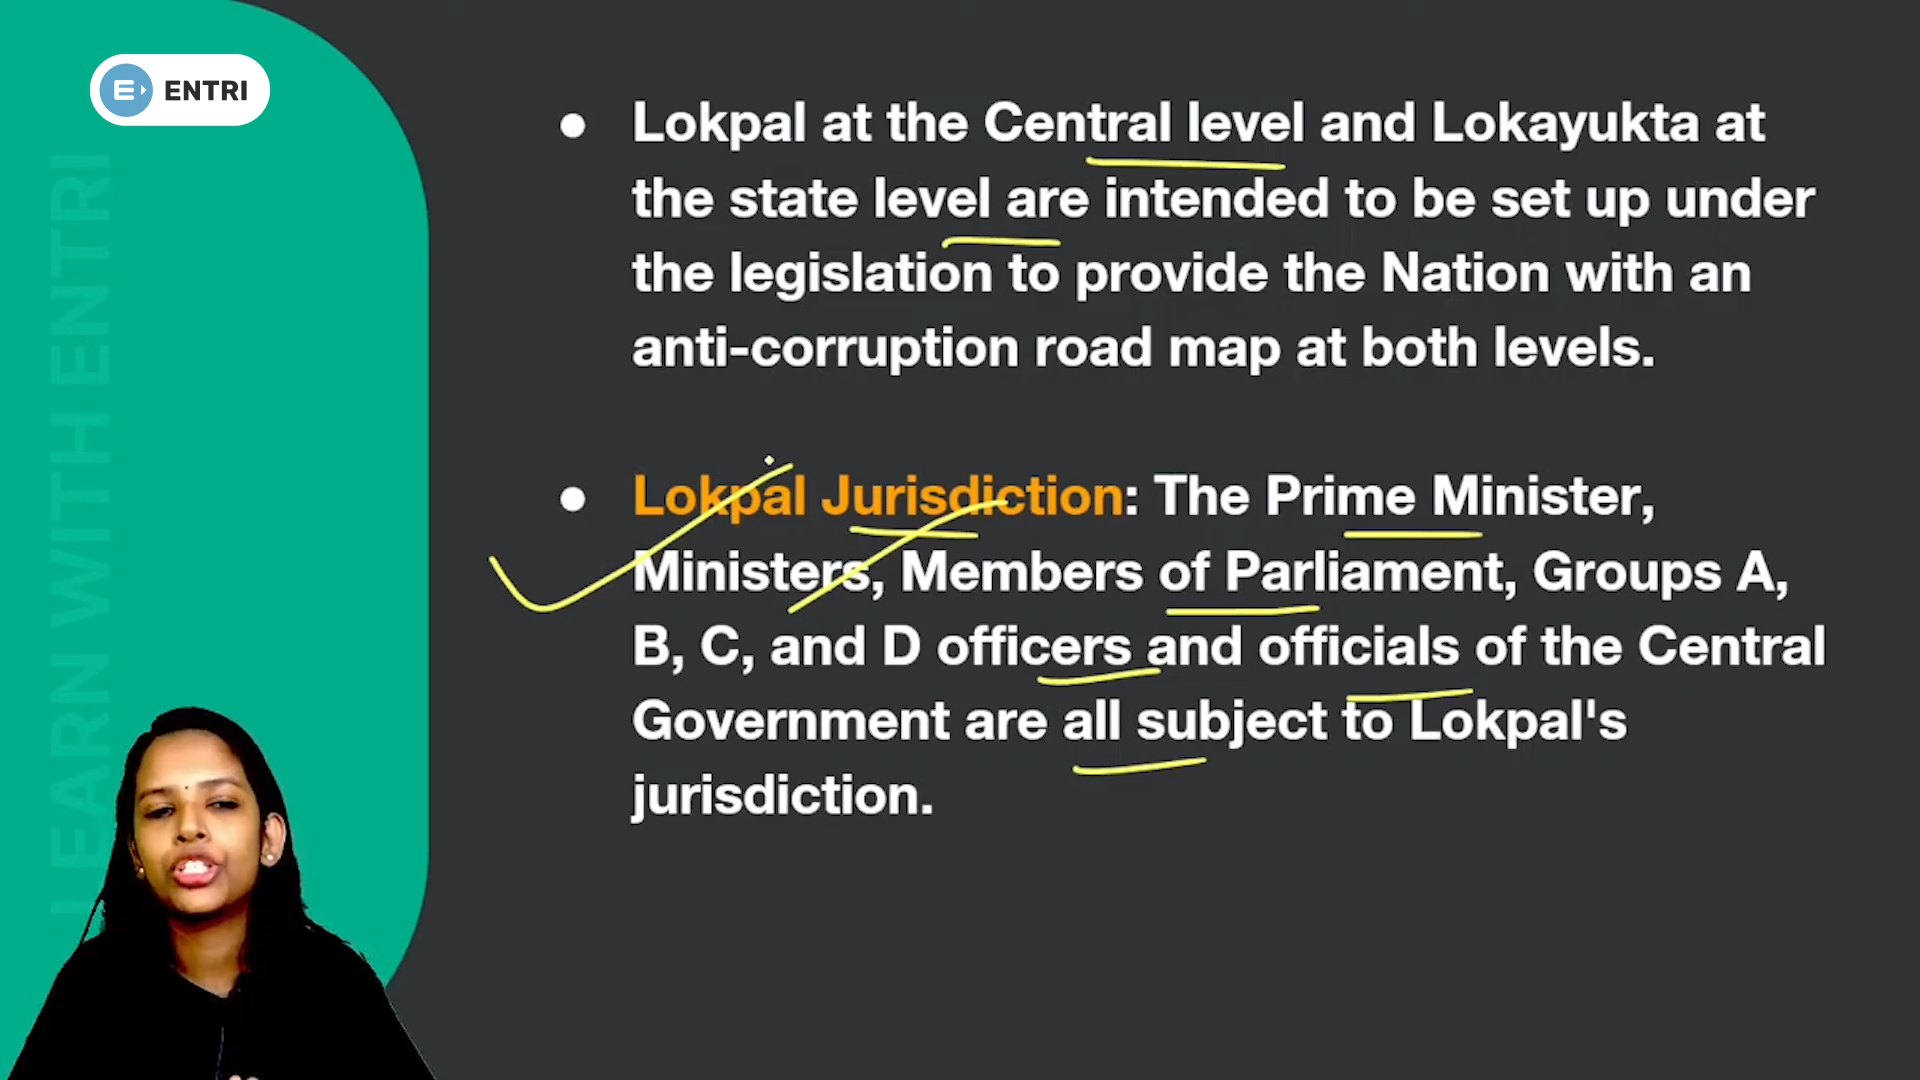 ENTRI
LEARN WITH ENTRI
Lokpal at the Central level and Lokayukta at
the state level are intended to be set up under
the legislation to provide the Nation with an
anti-corruption road map at both levels.
Lokpal Jurisdiction: The Prime Minister,
Ministers, Members of Parliament, Groups A,
B, C, and D officers and officials of the Central
Government are all subject to Lokpal's
jurisdiction.